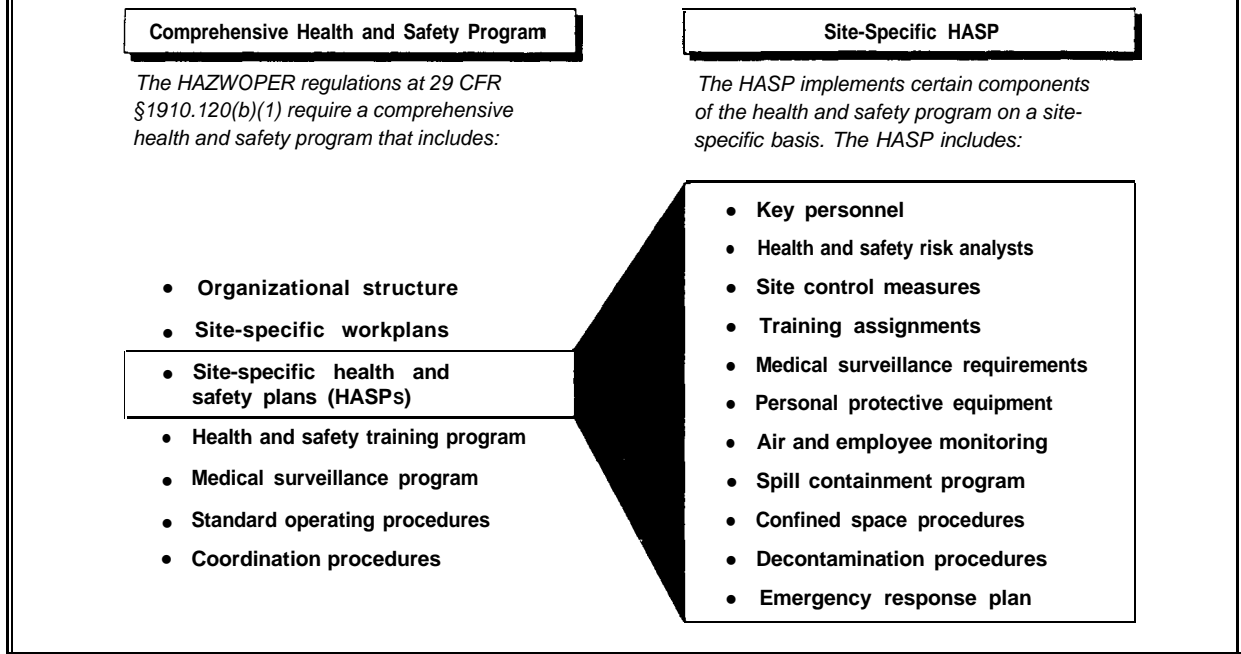 Comprehensive Health and Safety Program
The HAZWOPER regulations at 29 CFR
§1910.120(b)(1) require a comprehensive
health and safety program that includes:
• Organizational structure
• Site-specific workplans
• Site-specific health and
safety plans (HASPs)
• Health and safety training program
• Medical surveillance program
• Standard operating procedures
• Coordination procedures
Site-Specific HASP
The HASP implements certain components
of the health and safety program on a site-
specific basis. The HASP includes:
• Key personnel
• Health and safety risk analysts
• Site control measures
• Training assignments
• Medical surveillance requirements
• Personal protective equipment
• Air and employee monitoring
• Spill containment program
• Confined space procedures
• Decontamination procedures
• Emergency response plan